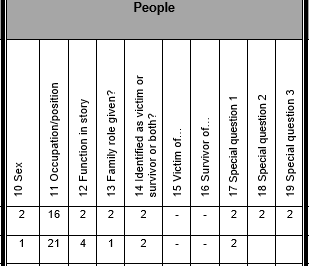 People
10 Sex
11 Occupation/position
12 Function in story
13 Family role given?
14 Identified as victim or
survivor or both?
15 Victim of...
16 Survivor of...
17 Special question 1
18 Special question 2
19 Special question 3
2 16 2 2 2 - - 2 2 2
1 21 4 1 2 - - 2